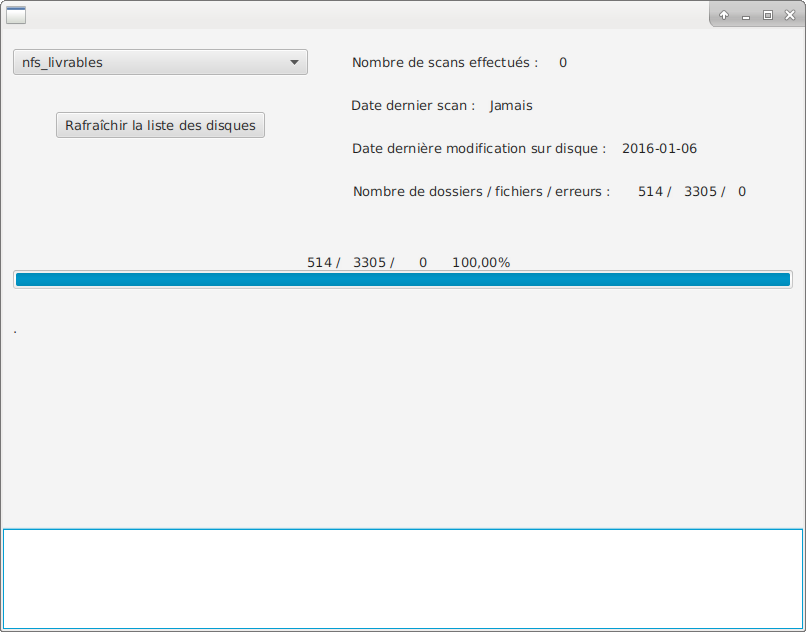 nfs_livrables
Nombre de scans effectués : 0
Date dernier scan : Jamais
Rafraîchir la liste des disques
Date dernière modification sur disque : 2016-01-06
Nombre de dossiers / fichiers / erreurs : 514 / 3305 / 0
514 / 3305 / 0 100,00%
.